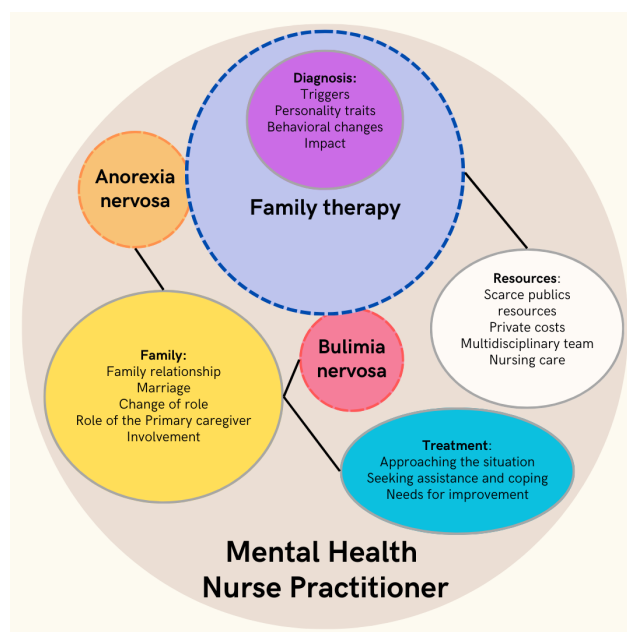 Diagnosis:
Triggers
Personality traits
Behavioral changes
Impact
Family therapy
Anorexia
nervosa
Resources:
Scarce publics
resources
Private costs
Multidisciplinary team
Nursing care
Bulimia
nervosa
Family:
Family relationship
Marriage
Change of role
Role of the Primary caregiver
Involvement
Treatment:
Approaching the situation
Seeking assistance and coping
Needs for improvement
Mental Health
Nurse Practitioner